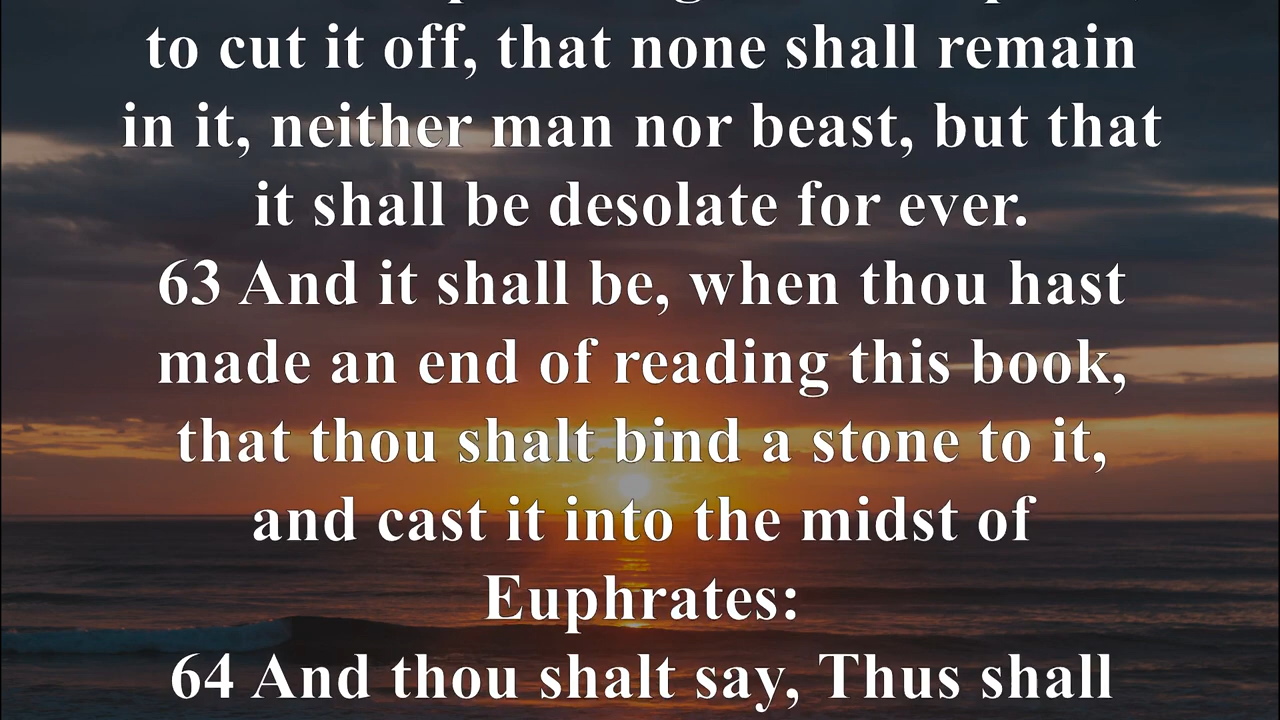 to cut it off, that none shall remain
in it, neither man nor beast, but that
it shall be desolate for ever.
63 And it shall be, when thou hast
made an end of reading this book,
that thou shalt bind a stone to it,
and cast it into the midst of
Euphrates:
64 And thou shalt say, Thus shall